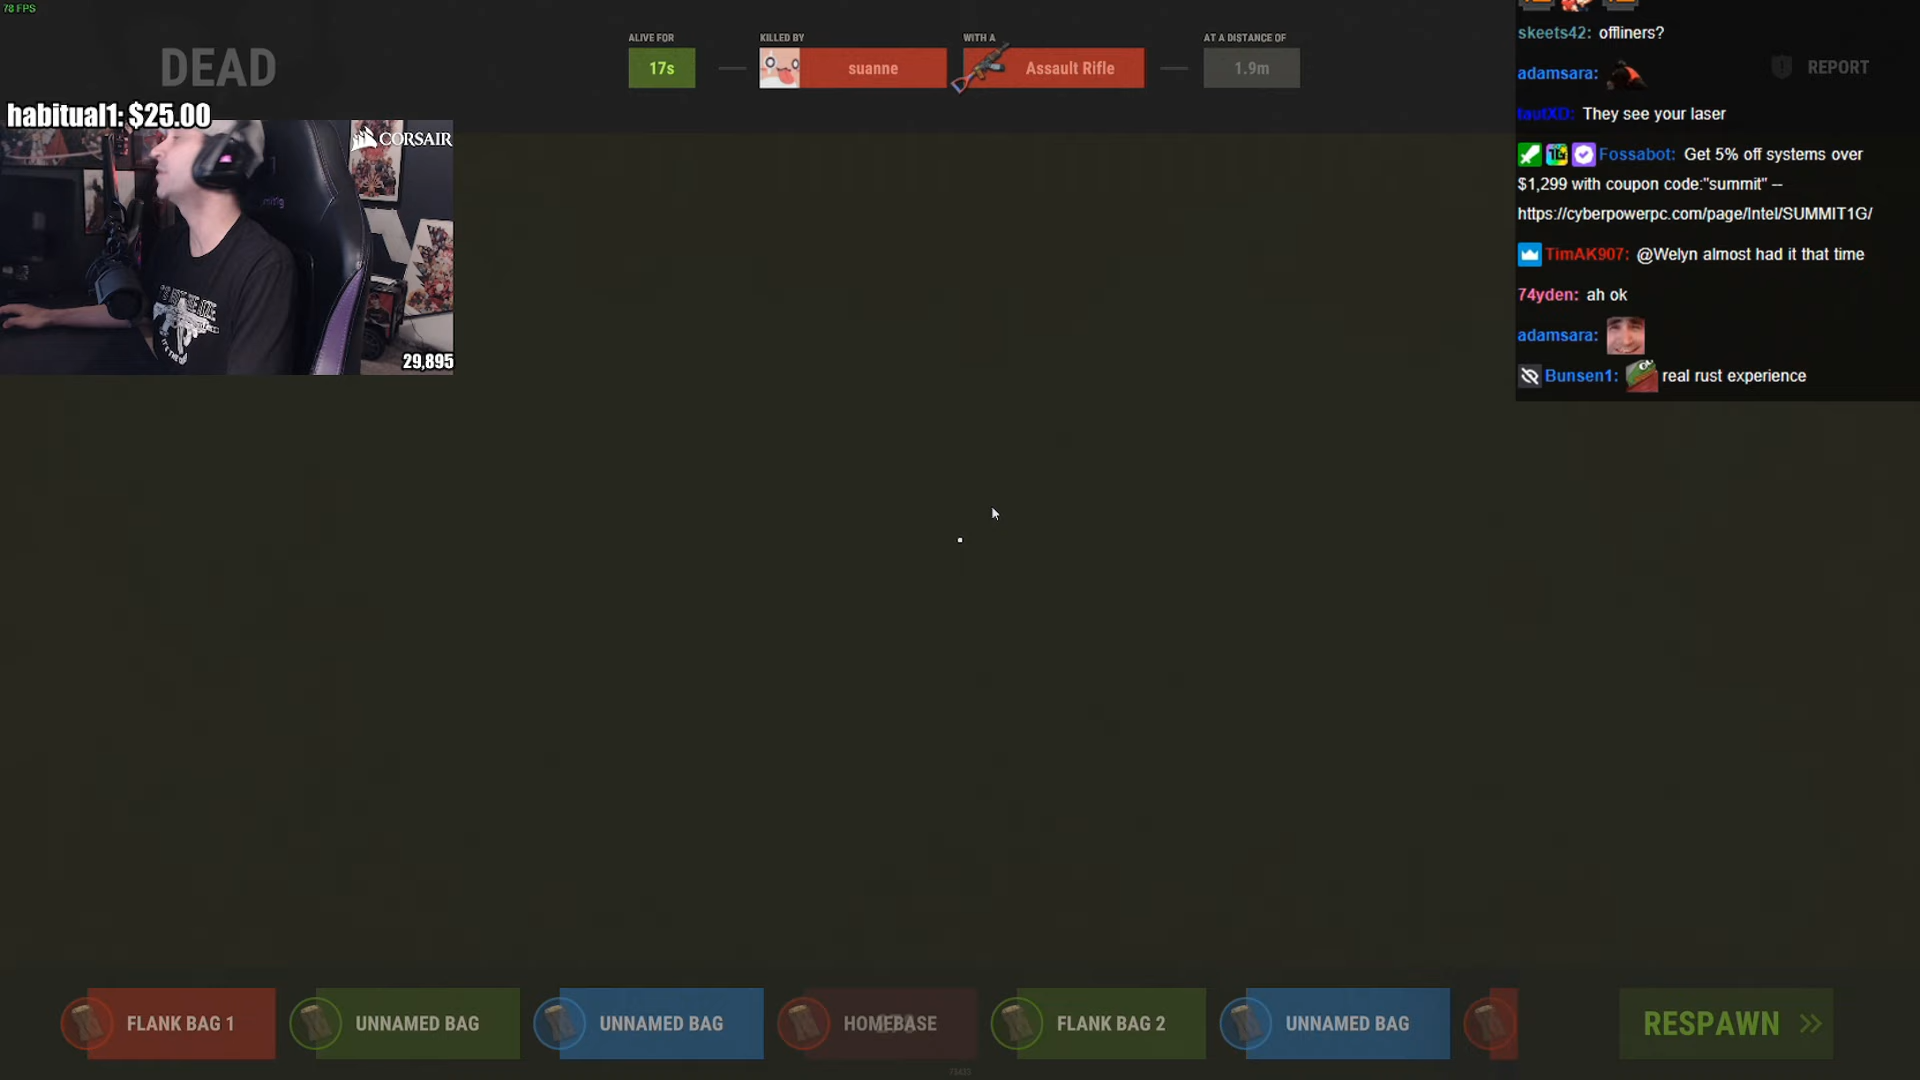 78 FPS
DEAD
ALIVE FOR
17s
KILLED BY
suanne
WITH A
Assault Rifle
AT A DISTANCE OF
1.9m
REPORT
habitual1: $25.00
CORSAIR
29,895
skeets42: offliners?
adamsara:
tautXD: They see your laser
Fossabot: Get 5% off systems over
$1,299 with coupon code:"summit" –
https://cyberpowerpc.com/page/Intel/SUMMIT1G/
TimAK907: @Welyn almost had it that time
74yden: ah ok
adamsara:
Bunsen1: real rust experience
FLANK BAG 1
UNNAMED BAG
UNNAMED BAG
HOMEBASE
FLANK BAG 2
UNNAMED BAG
RESPAWN